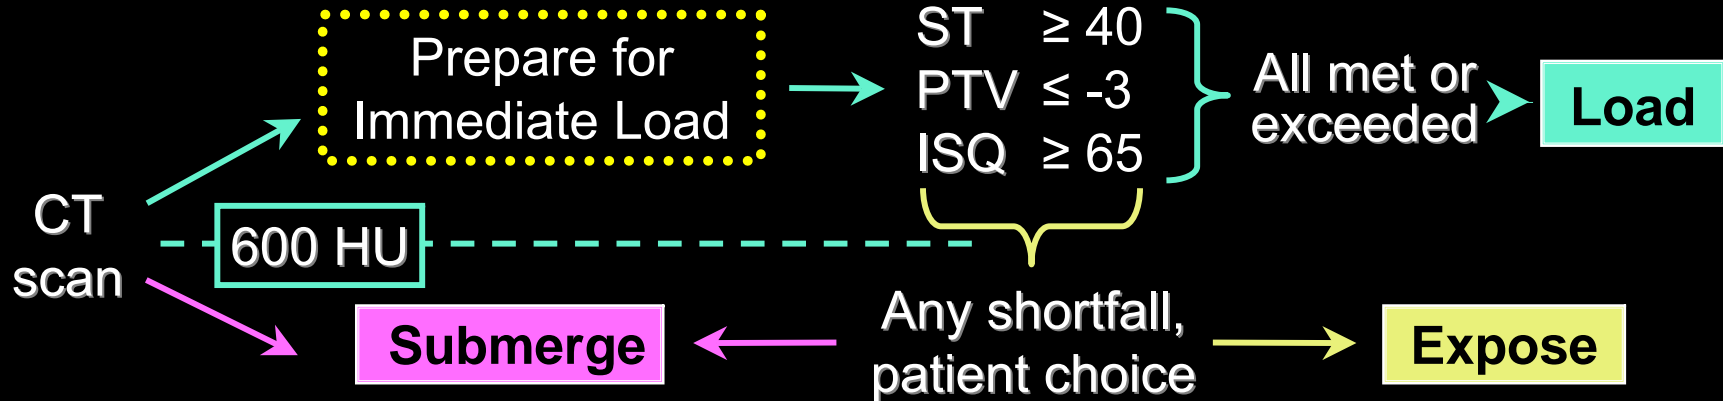 CT
scan
600 HU
Prepare for
Immediate Load
ST ≥ 40
PTV ≤ -3
ISQ ≥ 65
All met or
exceeded
Load
Submerge
Any shortfall,
patient choice
Expose